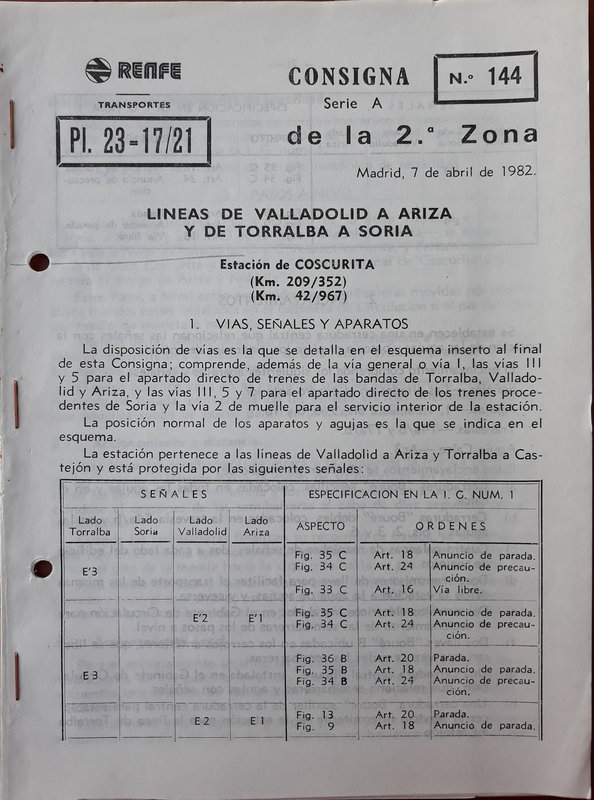 RENFE
TRANSPORTES
Pl. 23-17/21
CONSIGNA
N.º 144
Serie A
de la 2.ª Zona
Madrid, 7 de abril de 1982.
LINEAS DE VALLADOLID A ARIZA
Y DE TORRALBA A SORIA
Estación de COSCURITA
(Km. 209/352)
(Km. 42/967)
1. VIAS, SEÑALES Y APARATOS
La disposición de vías es la que se detalla en el esquema inserto al final
de esta Consigna; comprende, además de la vía general o vía I, las vías III
y 5 para el apartado directo de trenes de las bandas de Torralba, Vallado-
lid y Ariza, y las vías III, 5 y 7 para el apartado directo de los trenes proce-
dentes de Soria y la vía 2 de muelle para el servicio interior de la estación.
La posición normal de los aparatos y agujas es la que se indica en el
esquema.
La estación pertenece a las líneas de Valladolid a Ariza y Torralba a Cas-
tejón y está protegida por las siguientes señales:
SEÑALES ESPECIFICACION EN LA I. G. NUM. 1
Lado Torralba Lado Soria Lado Valladolid Lado Ariza ASPECTO ORDENES
E'3 Fig. 35 C Art. 18 Anuncio de parada.
Fig. 34 C Art. 24 Anuncio de precau-
ción.
Fig. 33 C Art. 16 Vía libre.
E'2 E'1 Fig. 35 C Art. 18 Anuncio de parada.
Fig. 34 C Art. 24 Anuncio de precau-
ción.
E 3 Fig. 36 B Art. 20 Parada.
Fig. 35 B Art. 18 Anuncio de parada.
Fig. 34 B Art. 24 Anuncio de precau-
ción.
E 2 E 1 Fig. 13 Art. 20 Parada.
Fig. 9 Art. 18 Anuncio de parada.